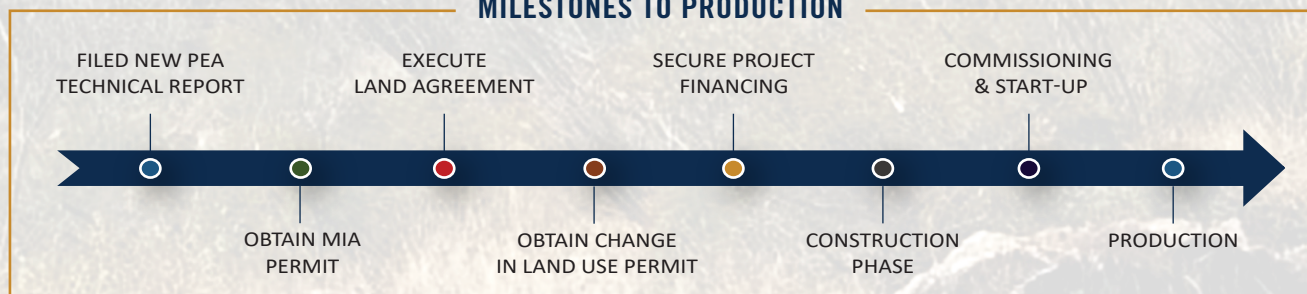 MILESTONES TO PRODUCTION
FILED NEW PEA
TECHNICAL REPORT
OBTAIN MIA
PERMIT
EXECUTE
LAND AGREEMENT
OBTAIN CHANGE
IN LAND USE PERMIT
SECURE PROJECT
FINANCING
CONSTRUCTION
PHASE
COMMISSIONING
& START-UP
PRODUCTION